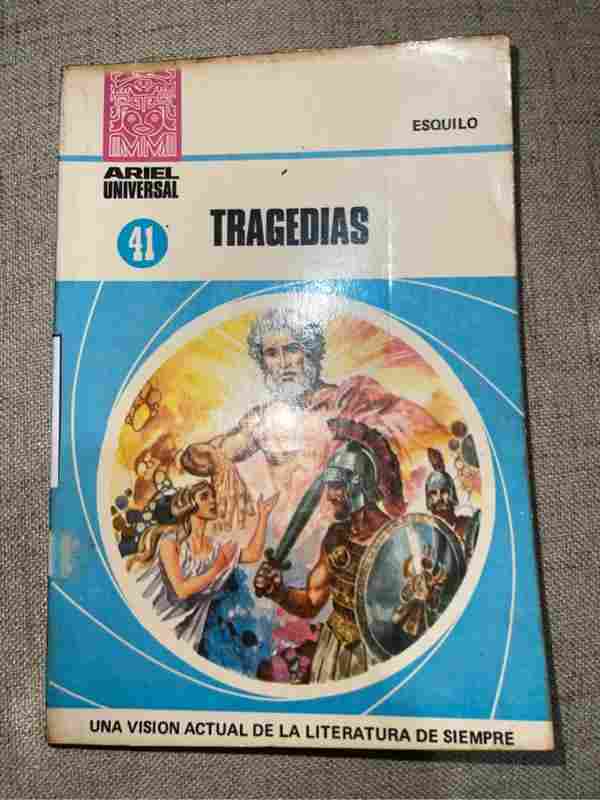 ESQUILO
ARIEL
UNIVERSAL
41
TRAGEDIAS
UNA VISION ACTUAL DE LA LITERATURA DE SIEMPRE